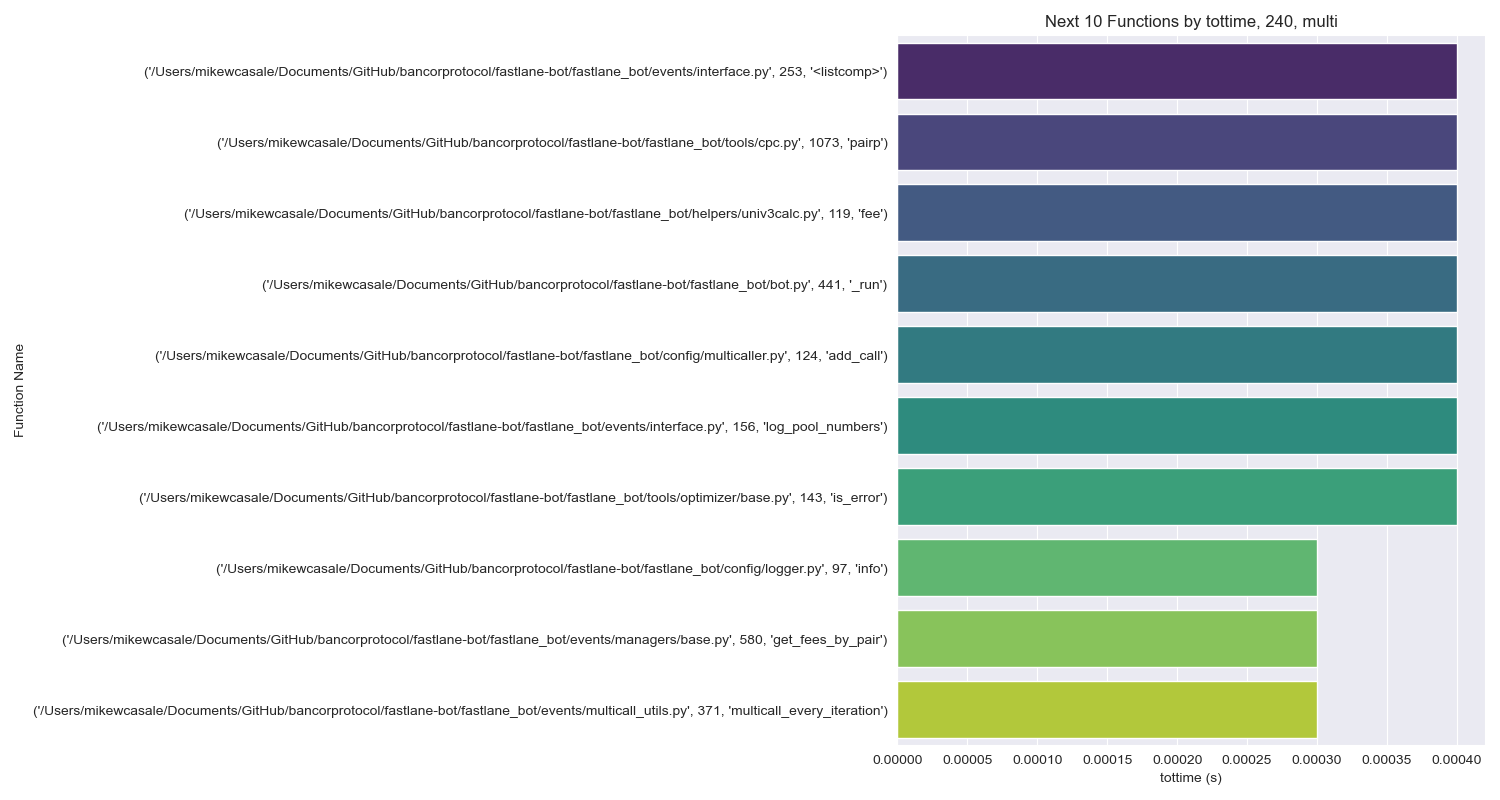 Next 10 Functions by tottime, 240, multi
('/Users/mikewcasale/Documents/GitHub/bancorprotocol/fastlane-bot/fastlane_bot/events/interface.py', 253, '<listcomp>')
('/Users/mikewcasale/Documents/GitHub/bancorprotocol/fastlane-bot/fastlane_bot/tools/cpc.py', 1073, 'pairp')
('/Users/mikewcasale/Documents/GitHub/bancorprotocol/fastlane-bot/fastlane_bot/helpers/univ3calc.py', 119, 'fee')
('/Users/mikewcasale/Documents/GitHub/bancorprotocol/fastlane-bot/fastlane_bot/bot.py', 441, '_run')
('/Users/mikewcasale/Documents/GitHub/bancorprotocol/fastlane-bot/fastlane_bot/config/multicaller.py', 124, 'add_call')
('/Users/mikewcasale/Documents/GitHub/bancorprotocol/fastlane-bot/fastlane_bot/events/interface.py', 156, 'log_pool_numbers')
('/Users/mikewcasale/Documents/GitHub/bancorprotocol/fastlane-bot/fastlane_bot/tools/optimizer/base.py', 143, 'is_error')
('/Users/mikewcasale/Documents/GitHub/bancorprotocol/fastlane-bot/fastlane_bot/config/logger.py', 97, 'info')
('/Users/mikewcasale/Documents/GitHub/bancorprotocol/fastlane-bot/fastlane_bot/events/managers/base.py', 580, 'get_fees_by_pair')
('/Users/mikewcasale/Documents/GitHub/bancorprotocol/fastlane-bot/fastlane_bot/events/multicall_utils.py', 371, 'multicall_every_iteration')
Function Name
0.00000 0.00005 0.00010 0.00015 0.00020 0.00025 0.00030 0.00035 0.00040
tottime (s)